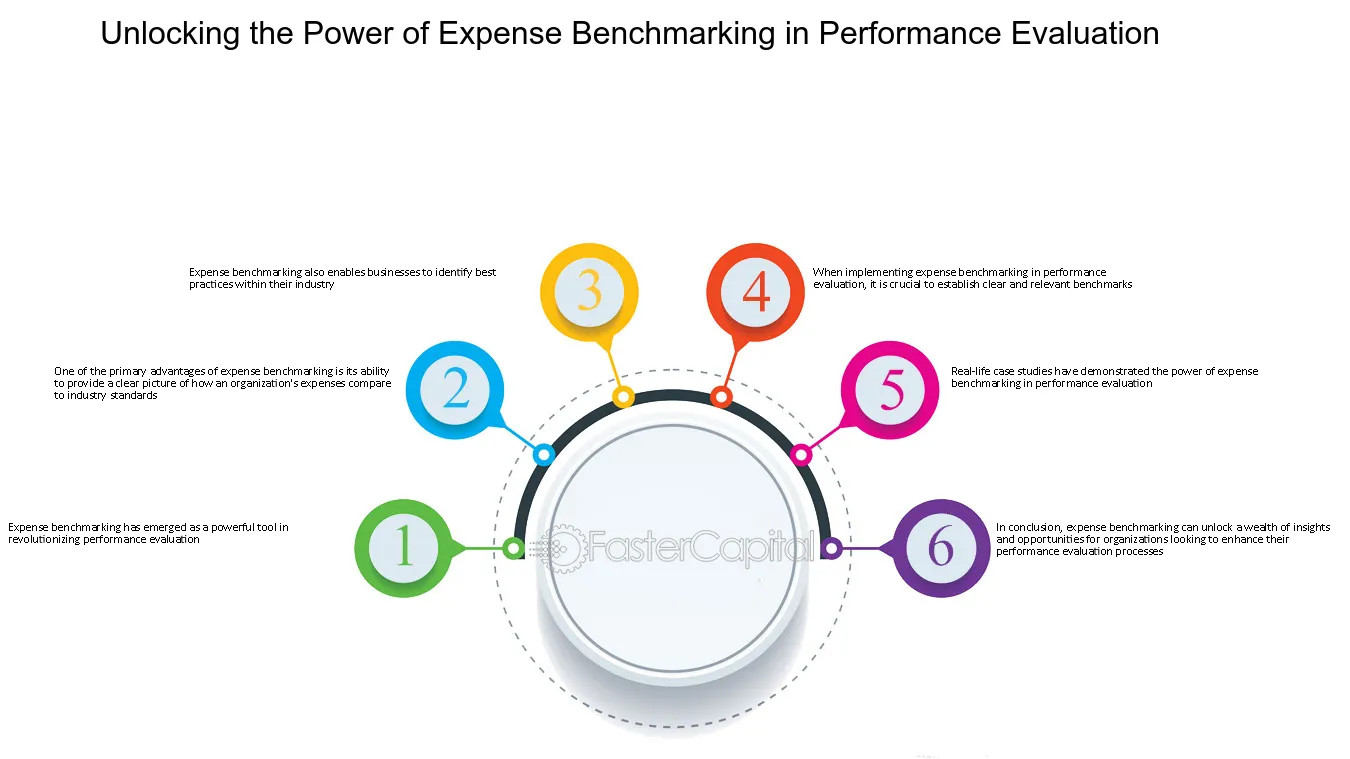 Unlocking the Power of Expense Benchmarking in Performance Evaluation
3
Expense benchmarking also enables businesses to identify best
practices within their industry
4
When implementing expense benchmarking in performance
evaluation, it is crucial to establish clear and relevant benchmarks
2
One of the primary advantages of expense benchmarking is its ability
to provide a clear picture of how an organization's expenses compare
to industry standards
5
Real-life case studies have demonstrated the power of expense
benchmarking in performance evaluation
1
Expense benchmarking has emerged as a powerful tool in
revolutionizing performance evaluation
FasterCapital
6
In conclusion, expense benchmarking can unlock a wealth of insights
and opportunities for organizations looking to enhance their
performance evaluation processes